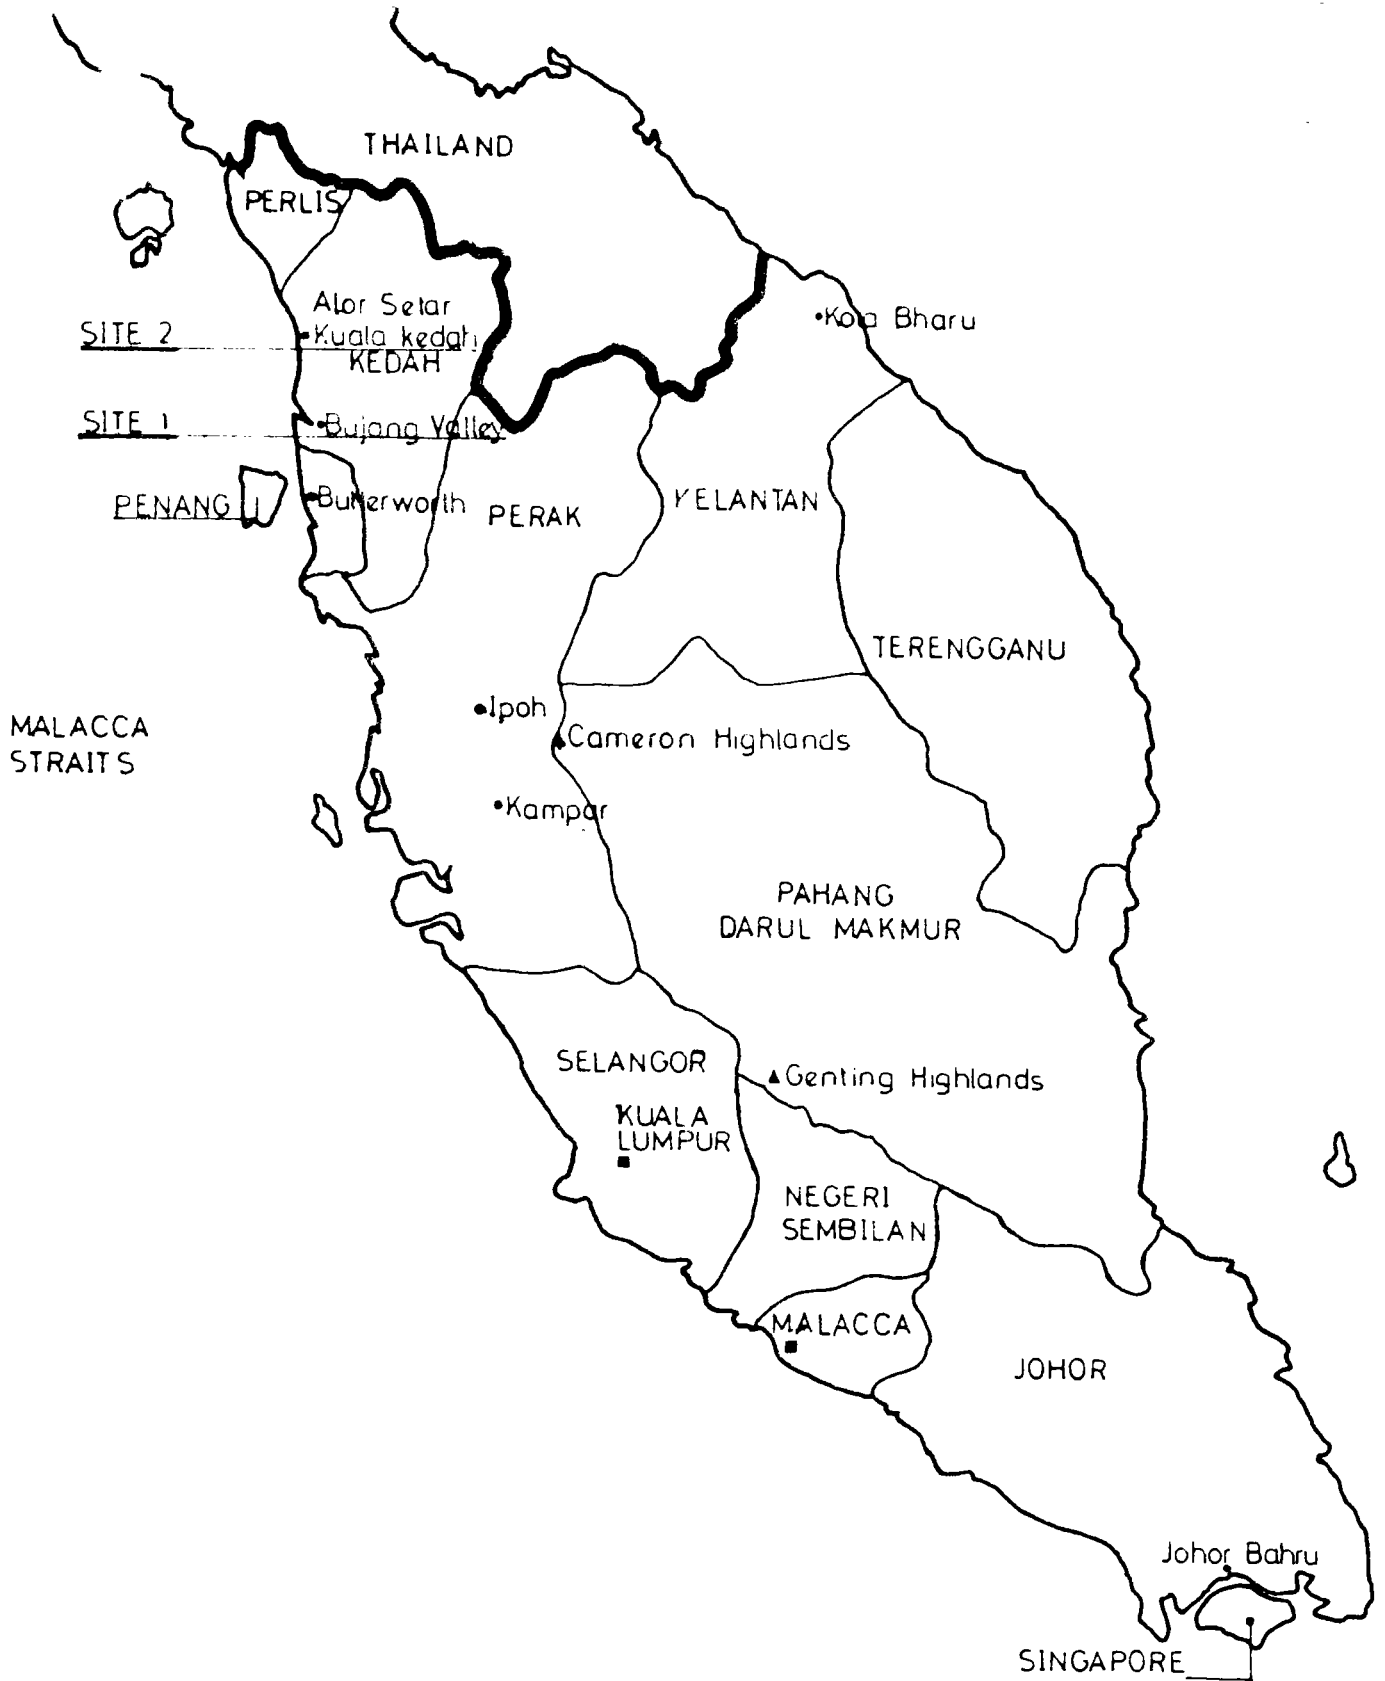 THAILAND
PERLIS
Alor Setar
SITE 2
Kuala kedah
KEDAH
Kota Bharu
SITE 1
Bujang Valley
PENANG
Butterworth
PERAK
KELANTAN
TERENGGANU
Ipoh
MALACCA
STRAITS
Cameron Highlands
Kampar
PAHANG
DARUL MAKMUR
SELANGOR
Genting Highlands
KUALA
LUMPUR
NEGERI
SEMBILAN
MALACCA
JOHOR
Johor Bahru
SINGAPORE